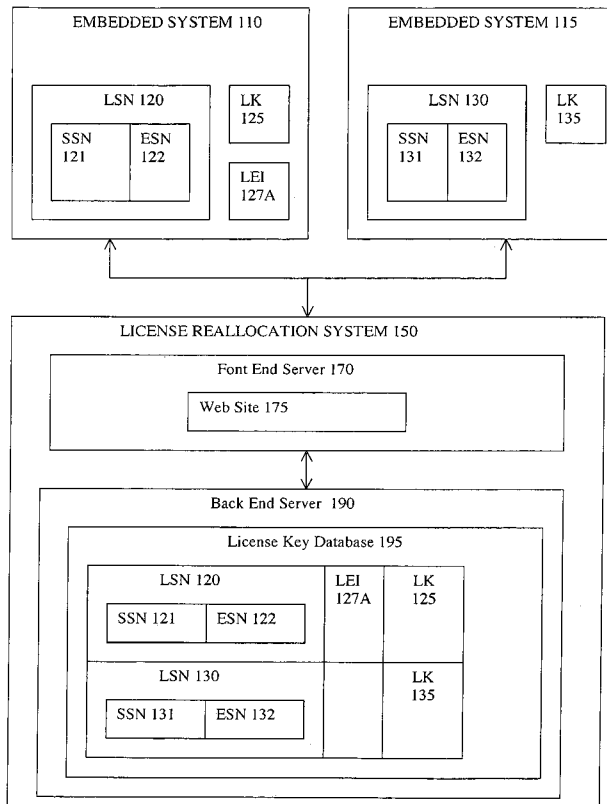 EMBEDDED SYSTEM 110
LSN 120
SSN
121
ESN
122
LK
125
LEI
127A
EMBEDDED SYSTEM 115
LSN 130
SSN
131
ESN
132
LK
135
LICENSE REALLOCATION SYSTEM 150
Font End Server 170
Web Site 175
Back End Server 190
License Key Database 195
LSN 120
SSN 121
ESN 122
LEI
127A
LK
125
LSN 130
SSN 131
ESN 132
LK
135